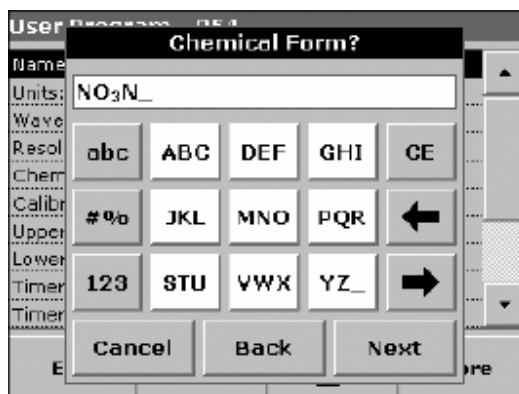 User Program
Chemical Form?
Name
Units:
NO₃N_
Wave
Resol
abc ABC DEF GHI CE
Chem
Calibr
#% JKL MNO PQR
Upper
Lower
123 STU VWX YZ_
Timer
Timer
Cancel Back Next
E
ore